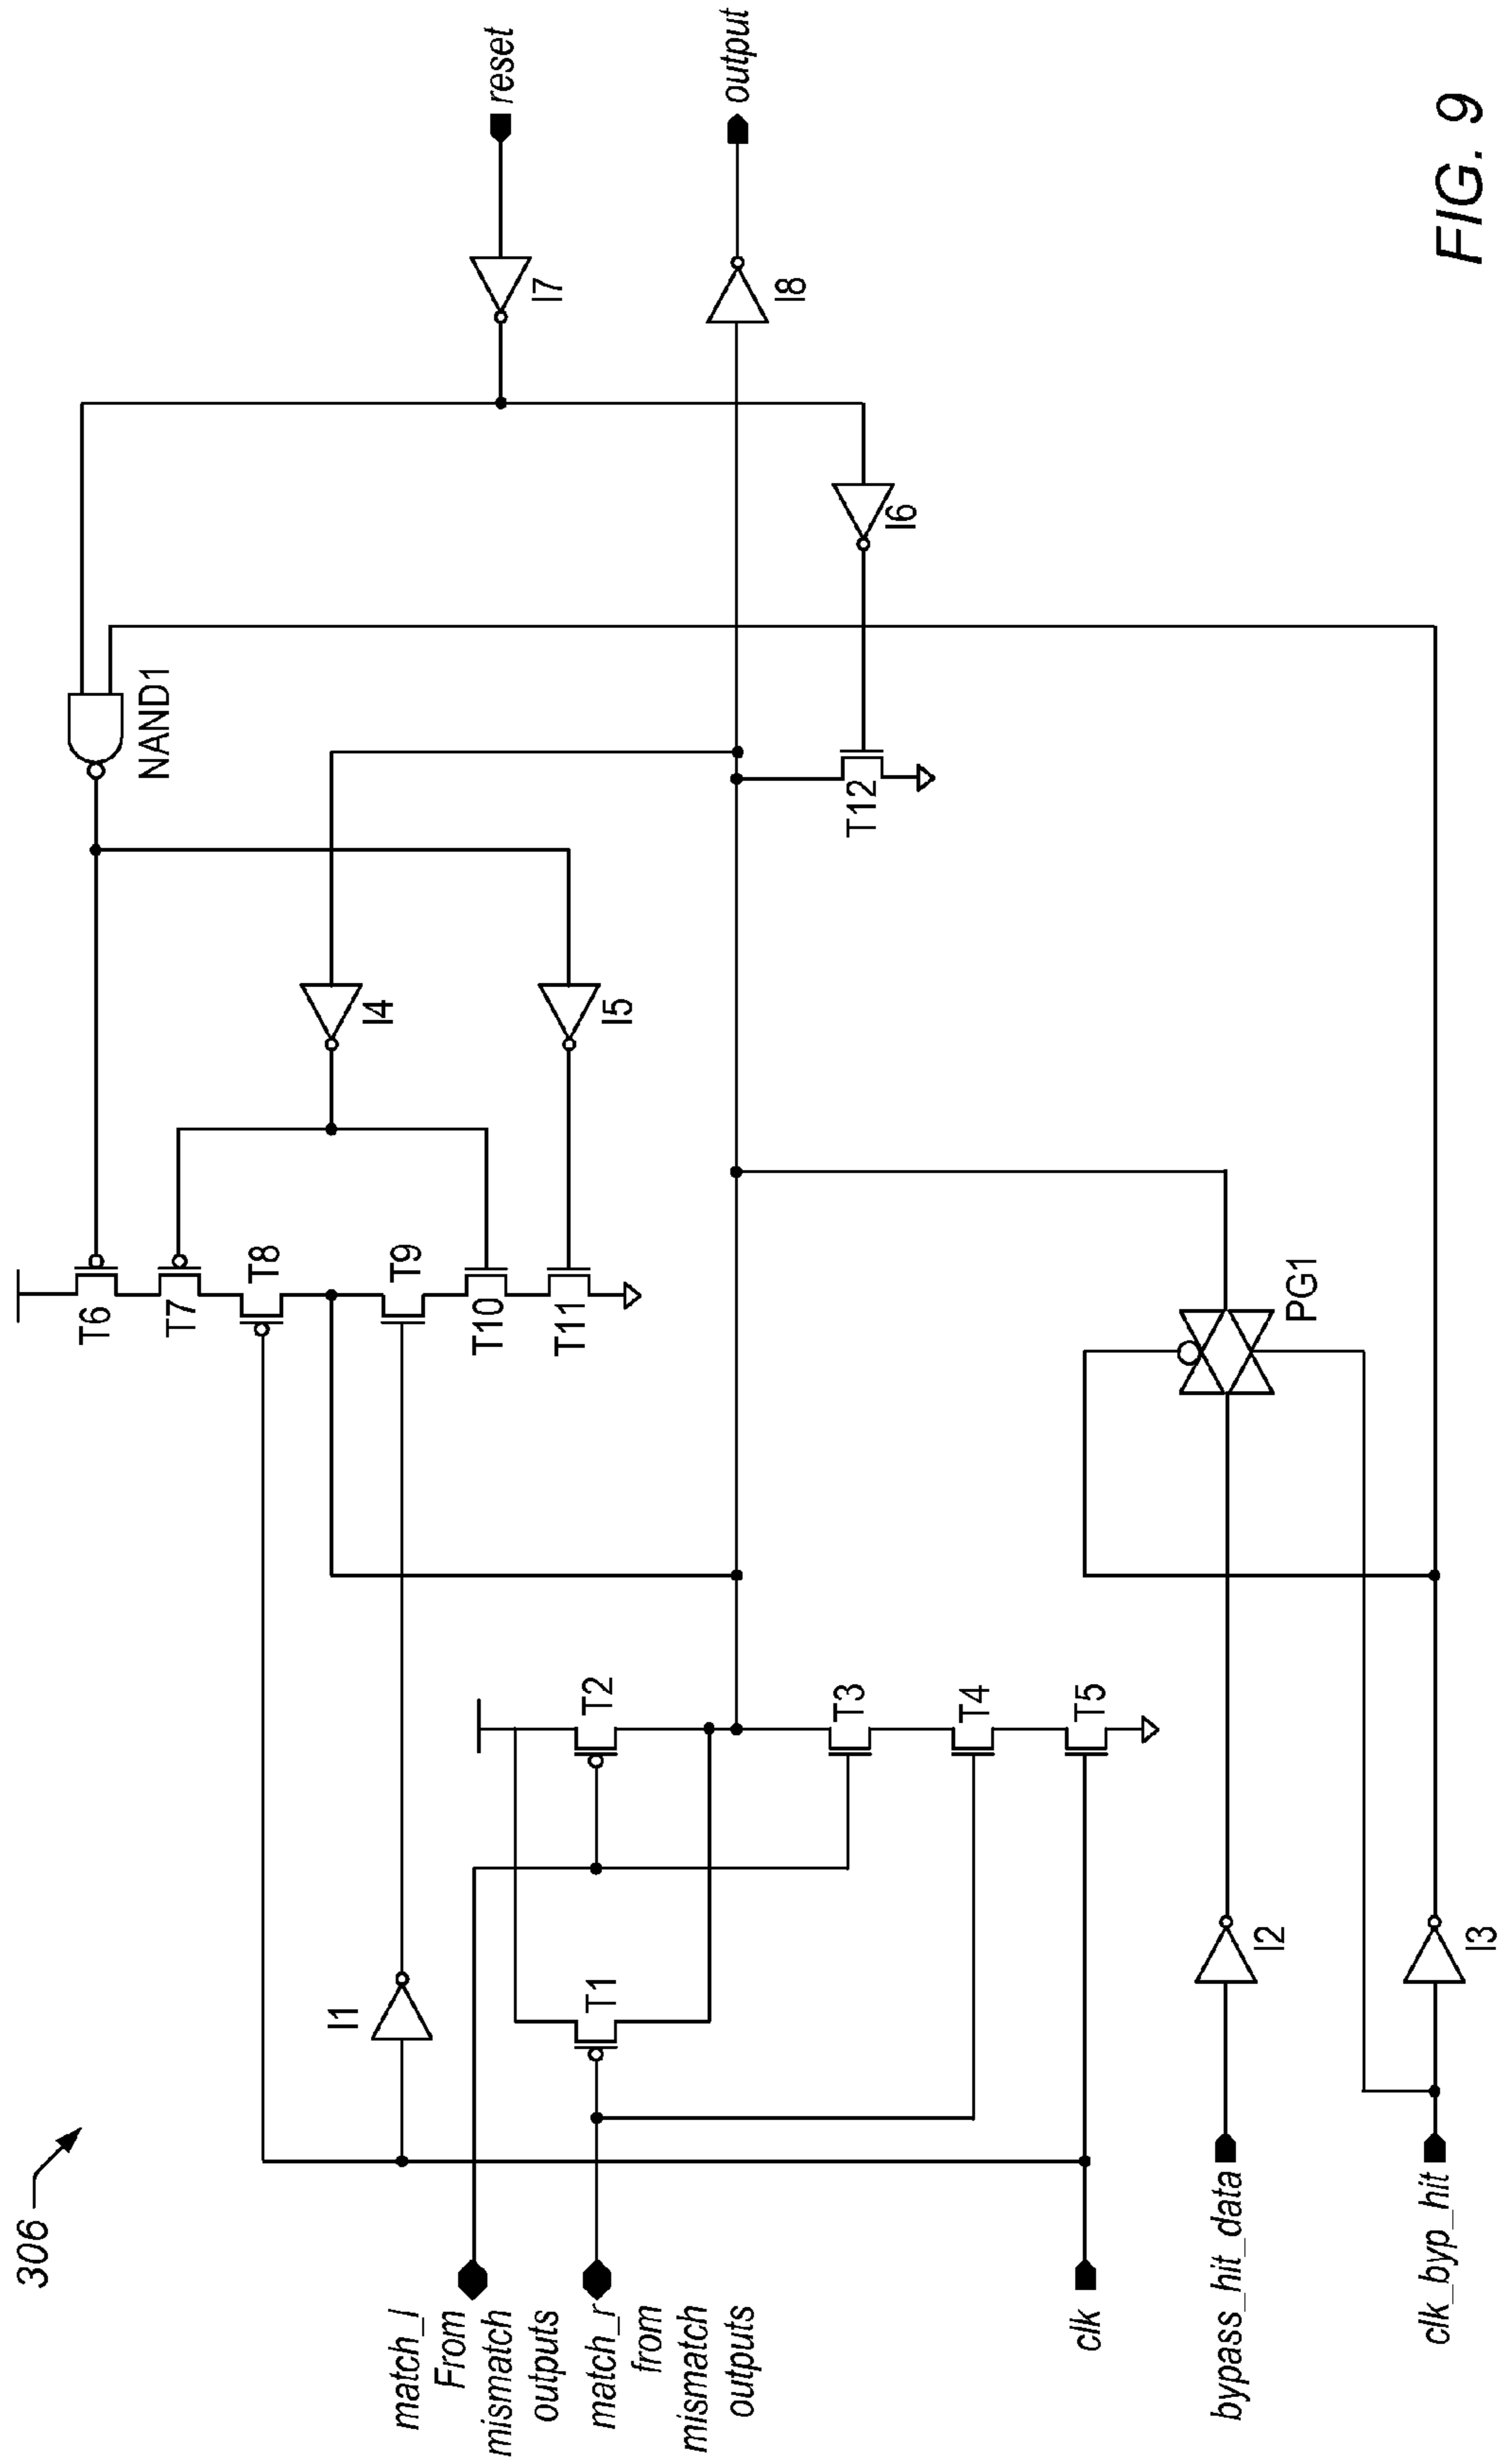 306
match_l
From
mismatch
outputs
match_r
from
mismatch
outputs
clk
bypass_hit_data
clk_byp_hit
I1
T1
T2
T3
T4
T5
I2
I3
T6
T7
T8
T9
T10
T11
PG1
I4
I5
NAND1
T12
I6
I7
I8
reset
output
FIG. 9